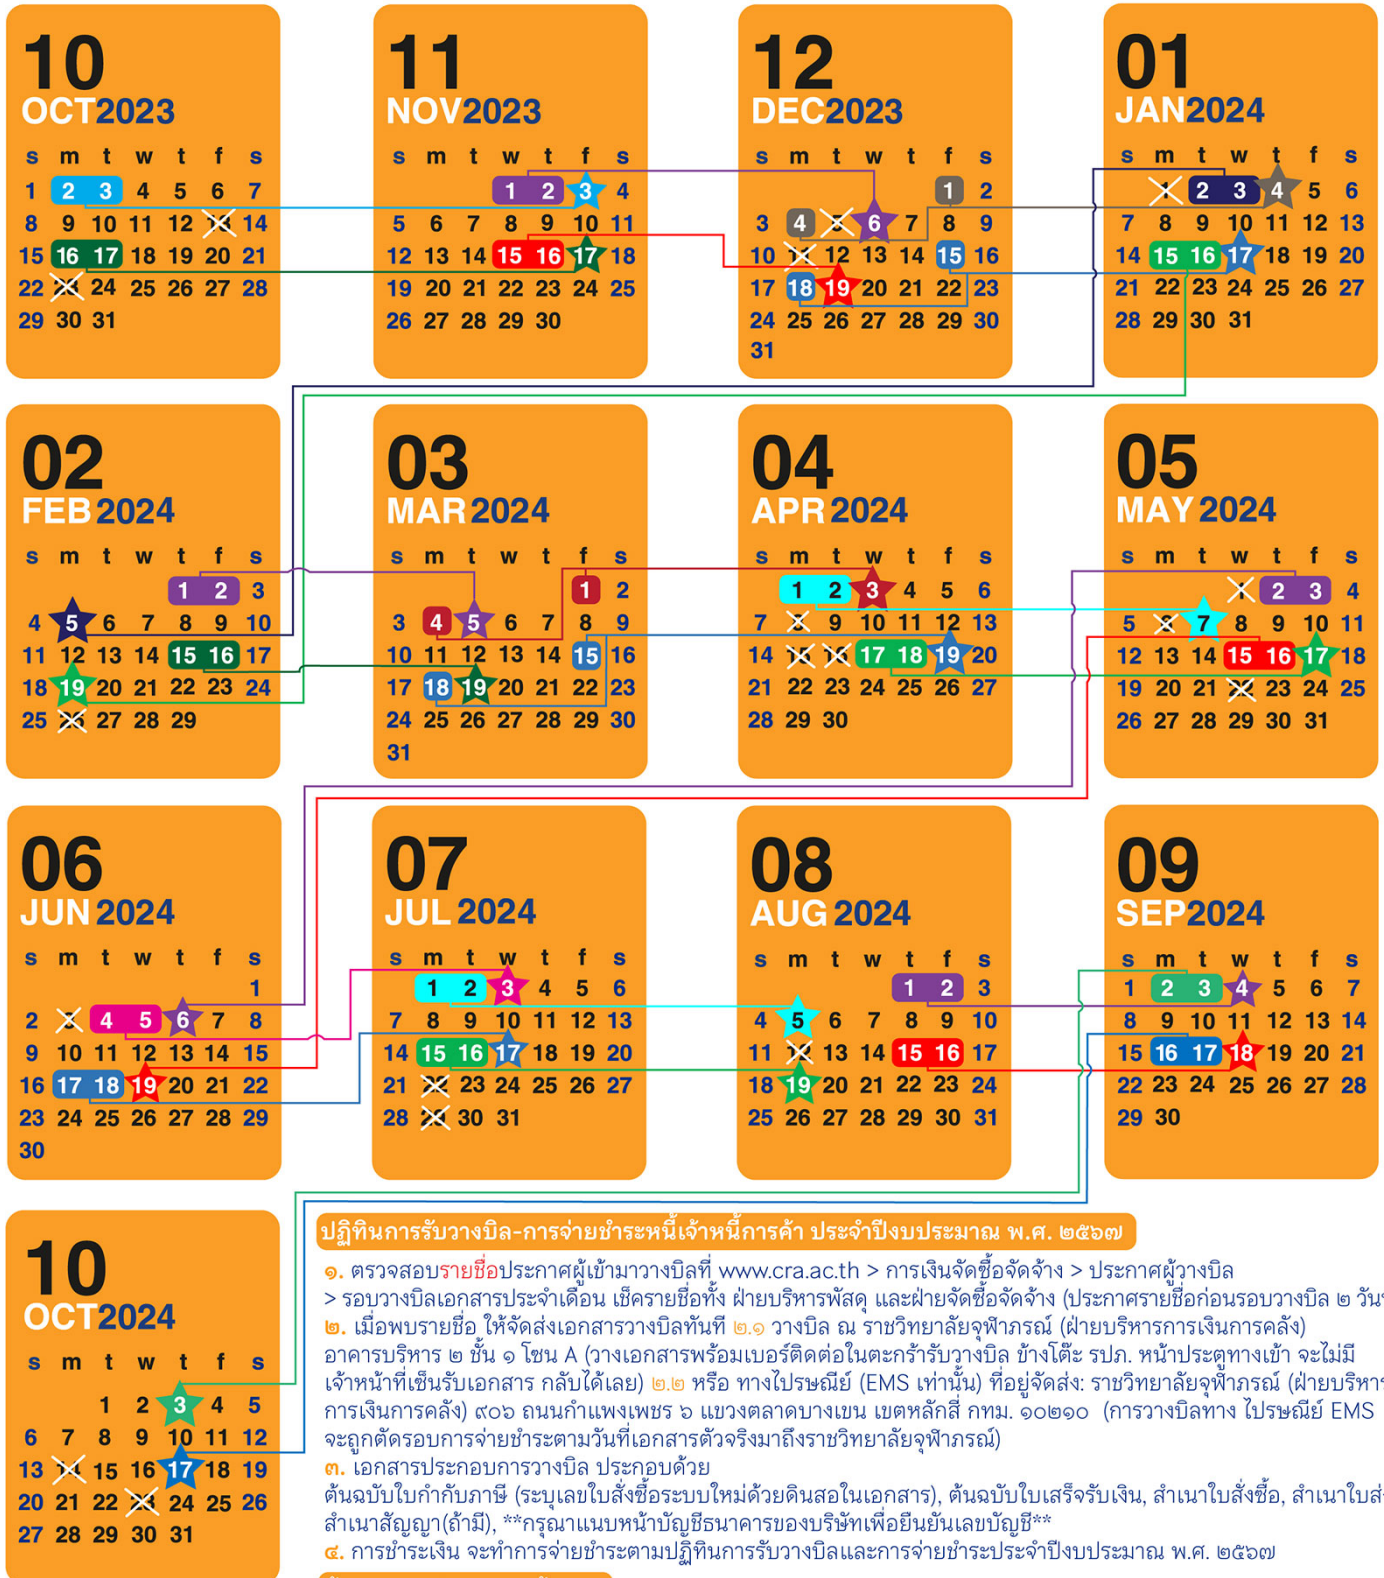 10
OCT2023
s m t w t f s
1 2 3 4 5 6 7
8 9 10 11 12 13 14
15 16 17 18 19 20 21
22 23 24 25 26 27 28
29 30 31
11
NOV2023
s m t w t f s
1 2 3 4
5 6 7 8 9 10 11
12 13 14 15 16 17 18
19 20 21 22 23 24 25
26 27 28 29 30
12
DEC2023
s m t w t f s
1 2
3 4 5 6 7 8 9
10 11 12 13 14 15 16
17 18 19 20 21 22 23
24 25 26 27 28 29 30
31
01
JAN2024
s m t w t f s
1 2 3 4 5 6
7 8 9 10 11 12 13
14 15 16 17 18 19 20
21 22 23 24 25 26 27
28 29 30 31
02
FEB 2024
s m t w t f s
1 2 3
4 5 6 7 8 9 10
11 12 13 14 15 16 17
18 19 20 21 22 23 24
25 26 27 28 29
03
MAR 2024
s m t w t f s
1 2
3 4 5 6 7 8 9
10 11 12 13 14 15 16
17 18 19 20 21 22 23
24 25 26 27 28 29 30
31
04
APR 2024
s m t w t f s
1 2 3 4 5 6
7 8 9 10 11 12 13
14 15 16 17 18 19 20
21 22 23 24 25 26 27
28 29 30
05
MAY 2024
s m t w t f s
1 2 3 4
5 6 7 8 9 10 11
12 13 14 15 16 17 18
19 20 21 22 23 24 25
26 27 28 29 30 31
06
JUN 2024
s m t w t f s
1
2 3 4 5 6 7 8
9 10 11 12 13 14 15
16 17 18 19 20 21 22
23 24 25 26 27 28 29
30
07
JUL 2024
s m t w t f s
1 2 3 4 5 6
7 8 9 10 11 12 13
14 15 16 17 18 19 20
21 22 23 24 25 26 27
28 29 30 31
08
AUG 2024
s m t w t f s
1 2 3
4 5 6 7 8 9 10
11 12 13 14 15 16 17
18 19 20 21 22 23 24
25 26 27 28 29 30 31
09
SEP2024
s m t w t f s
1 2 3 4 5 6 7
8 9 10 11 12 13 14
15 16 17 18 19 20 21
22 23 24 25 26 27 28
29 30
10
OCT2024
s m t w t f s
1 2 3 4 5
6 7 8 9 10 11 12
13 14 15 16 17 18 19
20 21 22 23 24 25 26
27 28 29 30 31
ปฏิทินการรับวางบิล-การจ่ายชำระหนี้เจ้าหนี้การค้า ประจำปีงบประมาณ พ.ศ. ๒๕๖๗
๑. ตรวจสอบรายชื่อประกาศผู้เข้ามาวางบิลที่ www.cra.ac.th > การเงินจัดซื้อจัดจ้าง > ประกาศผู้วางบิล
> รอบวางบิลเอกสารประจำเดือน เช็ครายชื่อทั้ง ฝ่ายบริหารพัสดุ และฝ่ายจัดซื้อจัดจ้าง (ประกาศรายชื่อก่อนรอบวางบิล ๒ วัน
๒. เมื่อพบรายชื่อ ให้จัดส่งเอกสารวางบิลทันที ๒.๑ วางบิล ณ ราชวิทยาลัยจุฬาภรณ์ (ฝ่ายบริหารการเงินการคลัง)
อาคารบริหาร ๒ ชั้น ๑ โซน A (วางเอกสารพร้อมเบอร์ติดต่อในตะกร้ารับวางบิล ข้างโต๊ะ รปภ. หน้าประตูทางเข้า จะไม่มี
เจ้าหน้าที่เซ็นรับเอกสาร กลับได้เลย) ๒.๒ หรือ ทางไปรษณีย์ (EMS เท่านั้น) ที่อยู่จัดส่ง: ราชวิทยาลัยจุฬาภรณ์ (ฝ่ายบริหาร
การเงินการคลัง) ๙๐๖ ถนนกำแพงเพชร ๖ แขวงตลาดบางเขน เขตหลักสี่ กทม. ๑๐๒๑๐ (การวางบิลทาง ไปรษณีย์ EMS
จะถูกตัดรอบการจ่ายชำระตามวันที่เอกสารตัวจริงมาถึงราชวิทยาลัยจุฬาภรณ์)
๓. เอกสารประกอบการวางบิล ประกอบด้วย
ต้นฉบับใบกำกับภาษี (ระบุเลขใบสั่งซื้อระบบใหม่ด้วยดินสอในเอกสาร), ต้นฉบับใบเสร็จรับเงิน, สำเนาใบสั่งซื้อ, สำเนาใบส่ง
สำเนาสัญญา(ถ้ามี), **กรุณาแนบหน้าบัญชีธนาคารของบริษัทเพื่อยืนยันเลขบัญชี**
๔. การชำระเงิน จะทำการจ่ายชำระตามปฏิทินการรับวางบิลและการจ่ายชำระประจำปีงบประมาณ พ.ศ. ๒๕๖๗